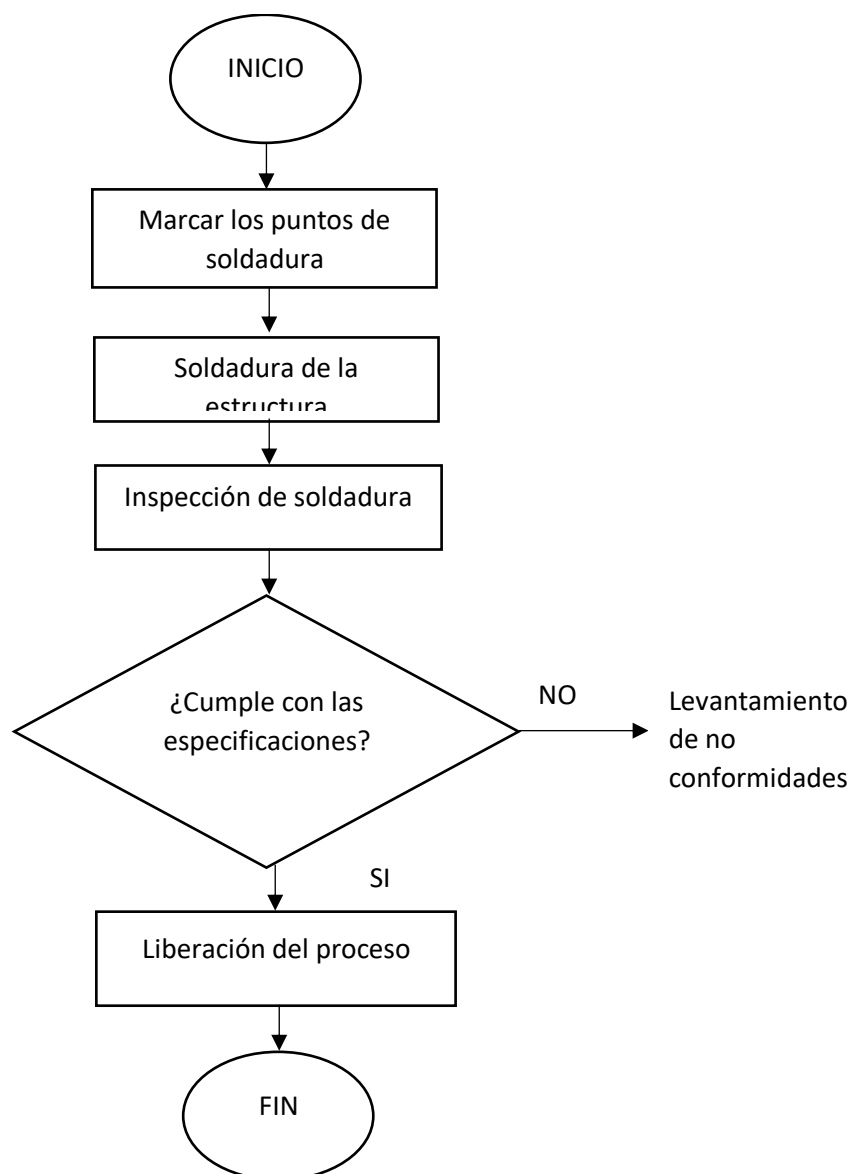 INICIO
Marcar los puntos de
soldadura
Soldadura de la
estructura
Inspección de soldadura
¿Cumple con las
especificaciones?
NO
Levantamiento
de no
conformidades
SI
Liberación del proceso
FIN